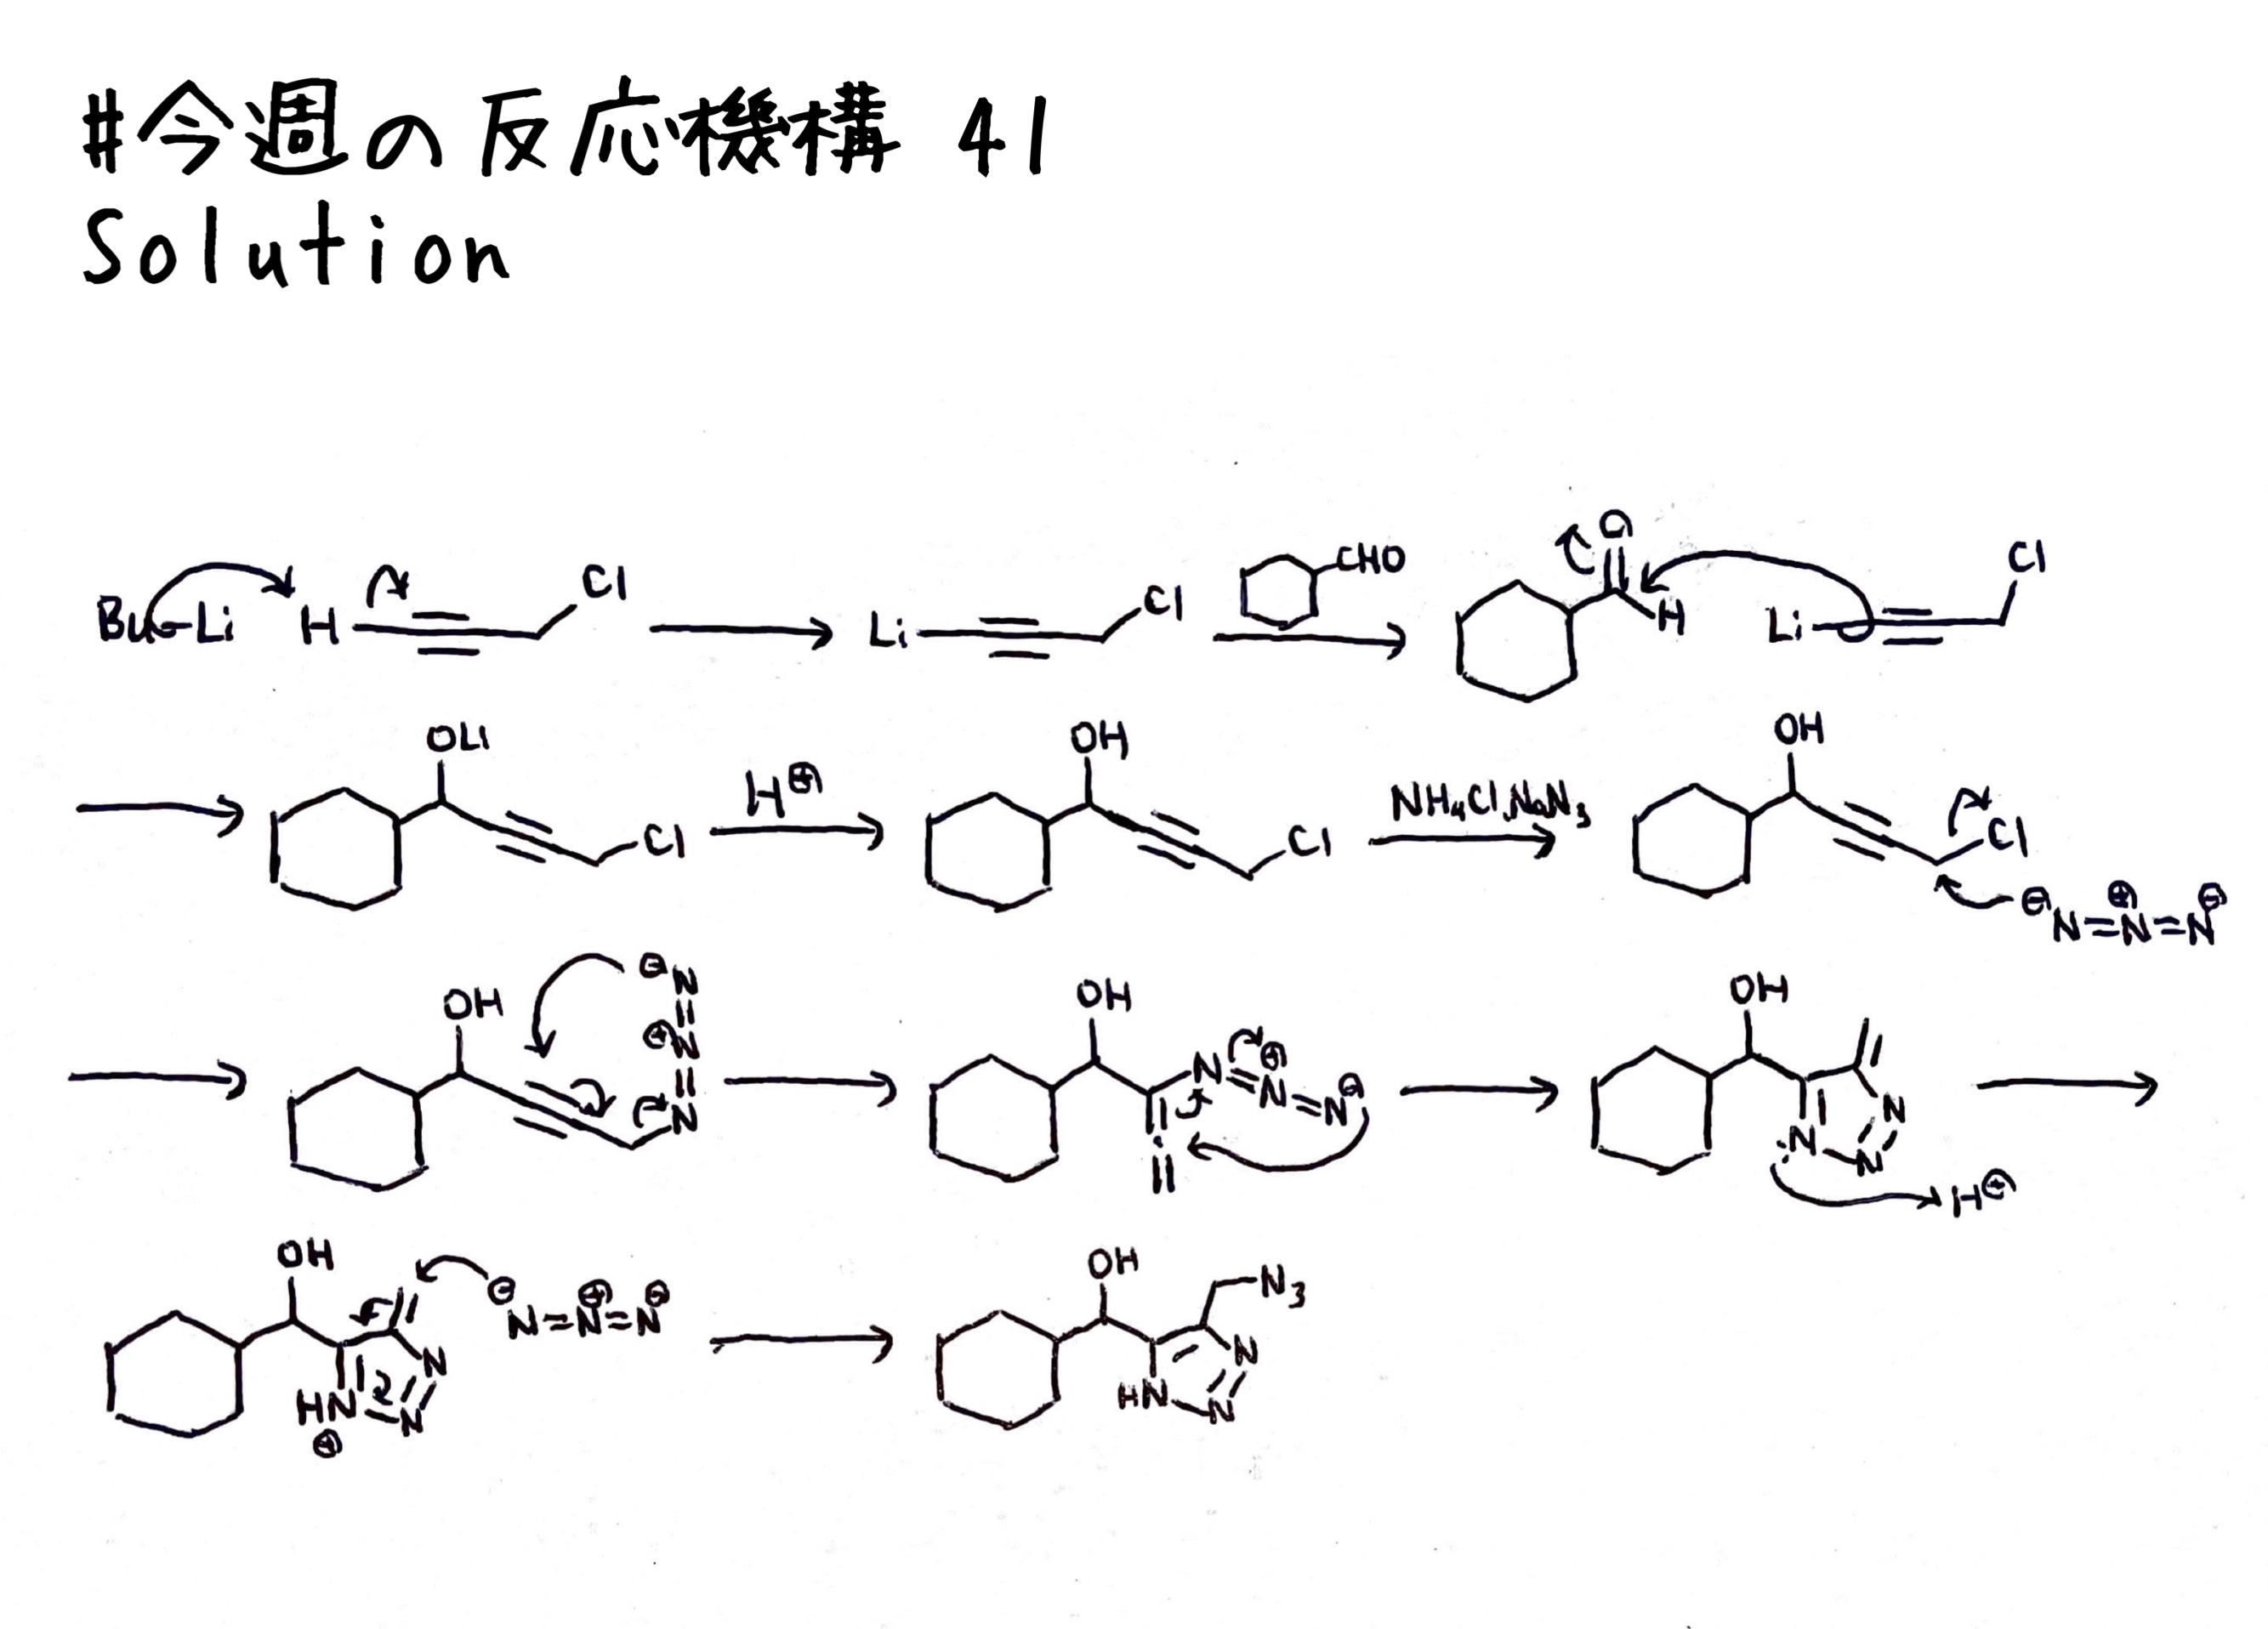 #今週の反応機構 41
Solution
Bu-Li H Cl
Li Cl
CHO
O H Li Cl
OLi Cl
H⊕
OH Cl
NH4Cl, NaN3
OH Cl ⊖N=N⊕=N⊖
OH ⊖N=N⊕=N
OH N=N⊕=N⊖
OH N N N: H⊕
OH HN⊕ N N ⊖N=N⊕=N⊖
OH N3 N N HN